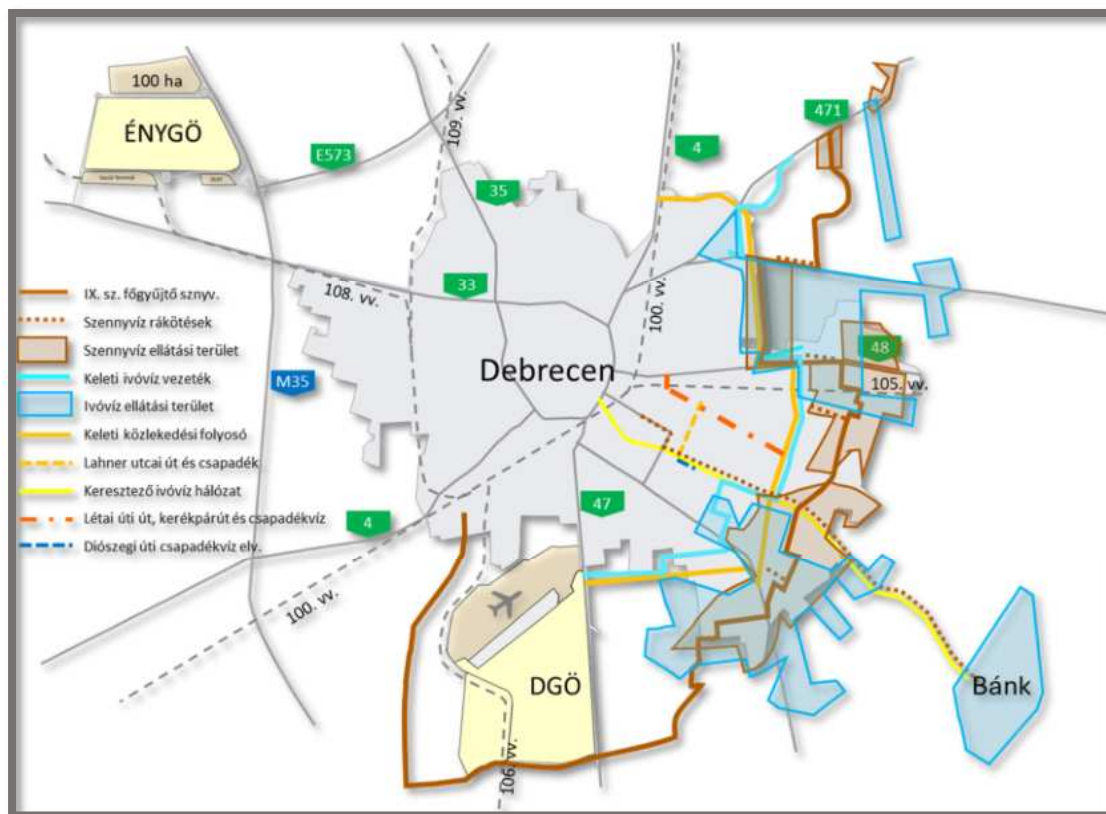 100 ha
ÉNYGÖ
E573
109. vv.
35
4
471
33
108. vv.
100. vv.
IX. sz. főgyűjtő sznyv.
Szennyvíz rákötések
Szennyvíz ellátási terület
Keleti ivóvíz vezeték
Ivóvíz ellátási terület
Keleti közlekedési folyosó
Lahner utcai út és csapadék
Keresztező ivóvíz hálózat
Létai úti út, kerékpárút és csapadékvíz
Diószegi úti csapadékvíz elv.
M35
Debrecen
48
105. vv.
4
47
100. vv.
DGÖ
Bánk
106. vv.